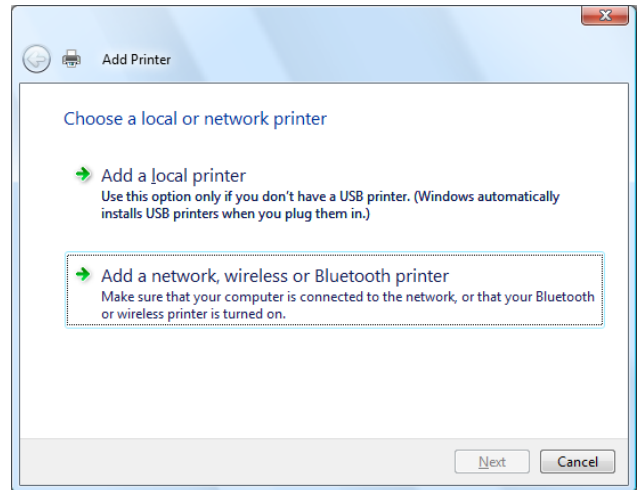 Add Printer
Choose a local or network printer
Add a local printer
Use this option only if you don't have a USB printer. (Windows automatically
installs USB printers when you plug them in.)
Add a network, wireless or Bluetooth printer
Make sure that your computer is connected to the network, or that your Bluetooth
or wireless printer is turned on.
Next Cancel